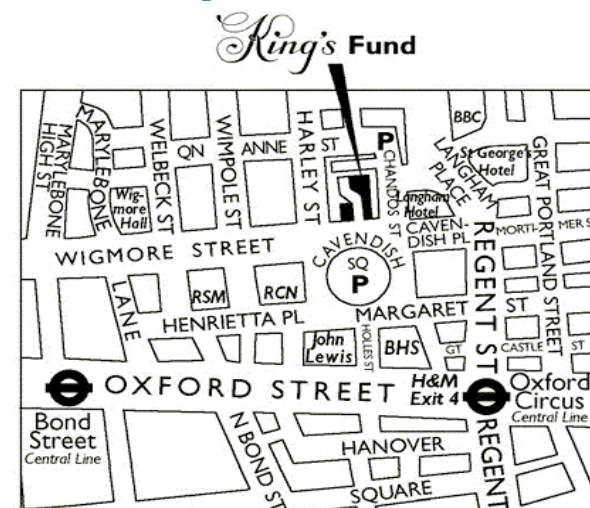 King's Fund
BBC
P
QN ANNE ST
St George's
Hotel
MARYLEBONE
HIGH ST
MARYLEBONE
LANE
WELBECK ST
WIMPOLE ST
HARLEY ST
CHANDOS ST
LANGHAM
PLACE
GREAT PORTLAND STREET
Wig-
more
Hall
Langham
Hotel
CAVEN-
DISH PL
MORTI-
MER S
WIGMORE STREET
CAVENDISH
SQ
P
REGENT ST
RSM
RCN
HENRIETTA PL
MARGARET ST
John
Lewis
HOLLES ST
BHS
GT CASTLE ST
OXFORD STREET
H&M
Exit 4
Oxford
Circus
Central Line
Bond
Street
Central Line
N BOND ST
HANOVER
SQUARE
REGENT